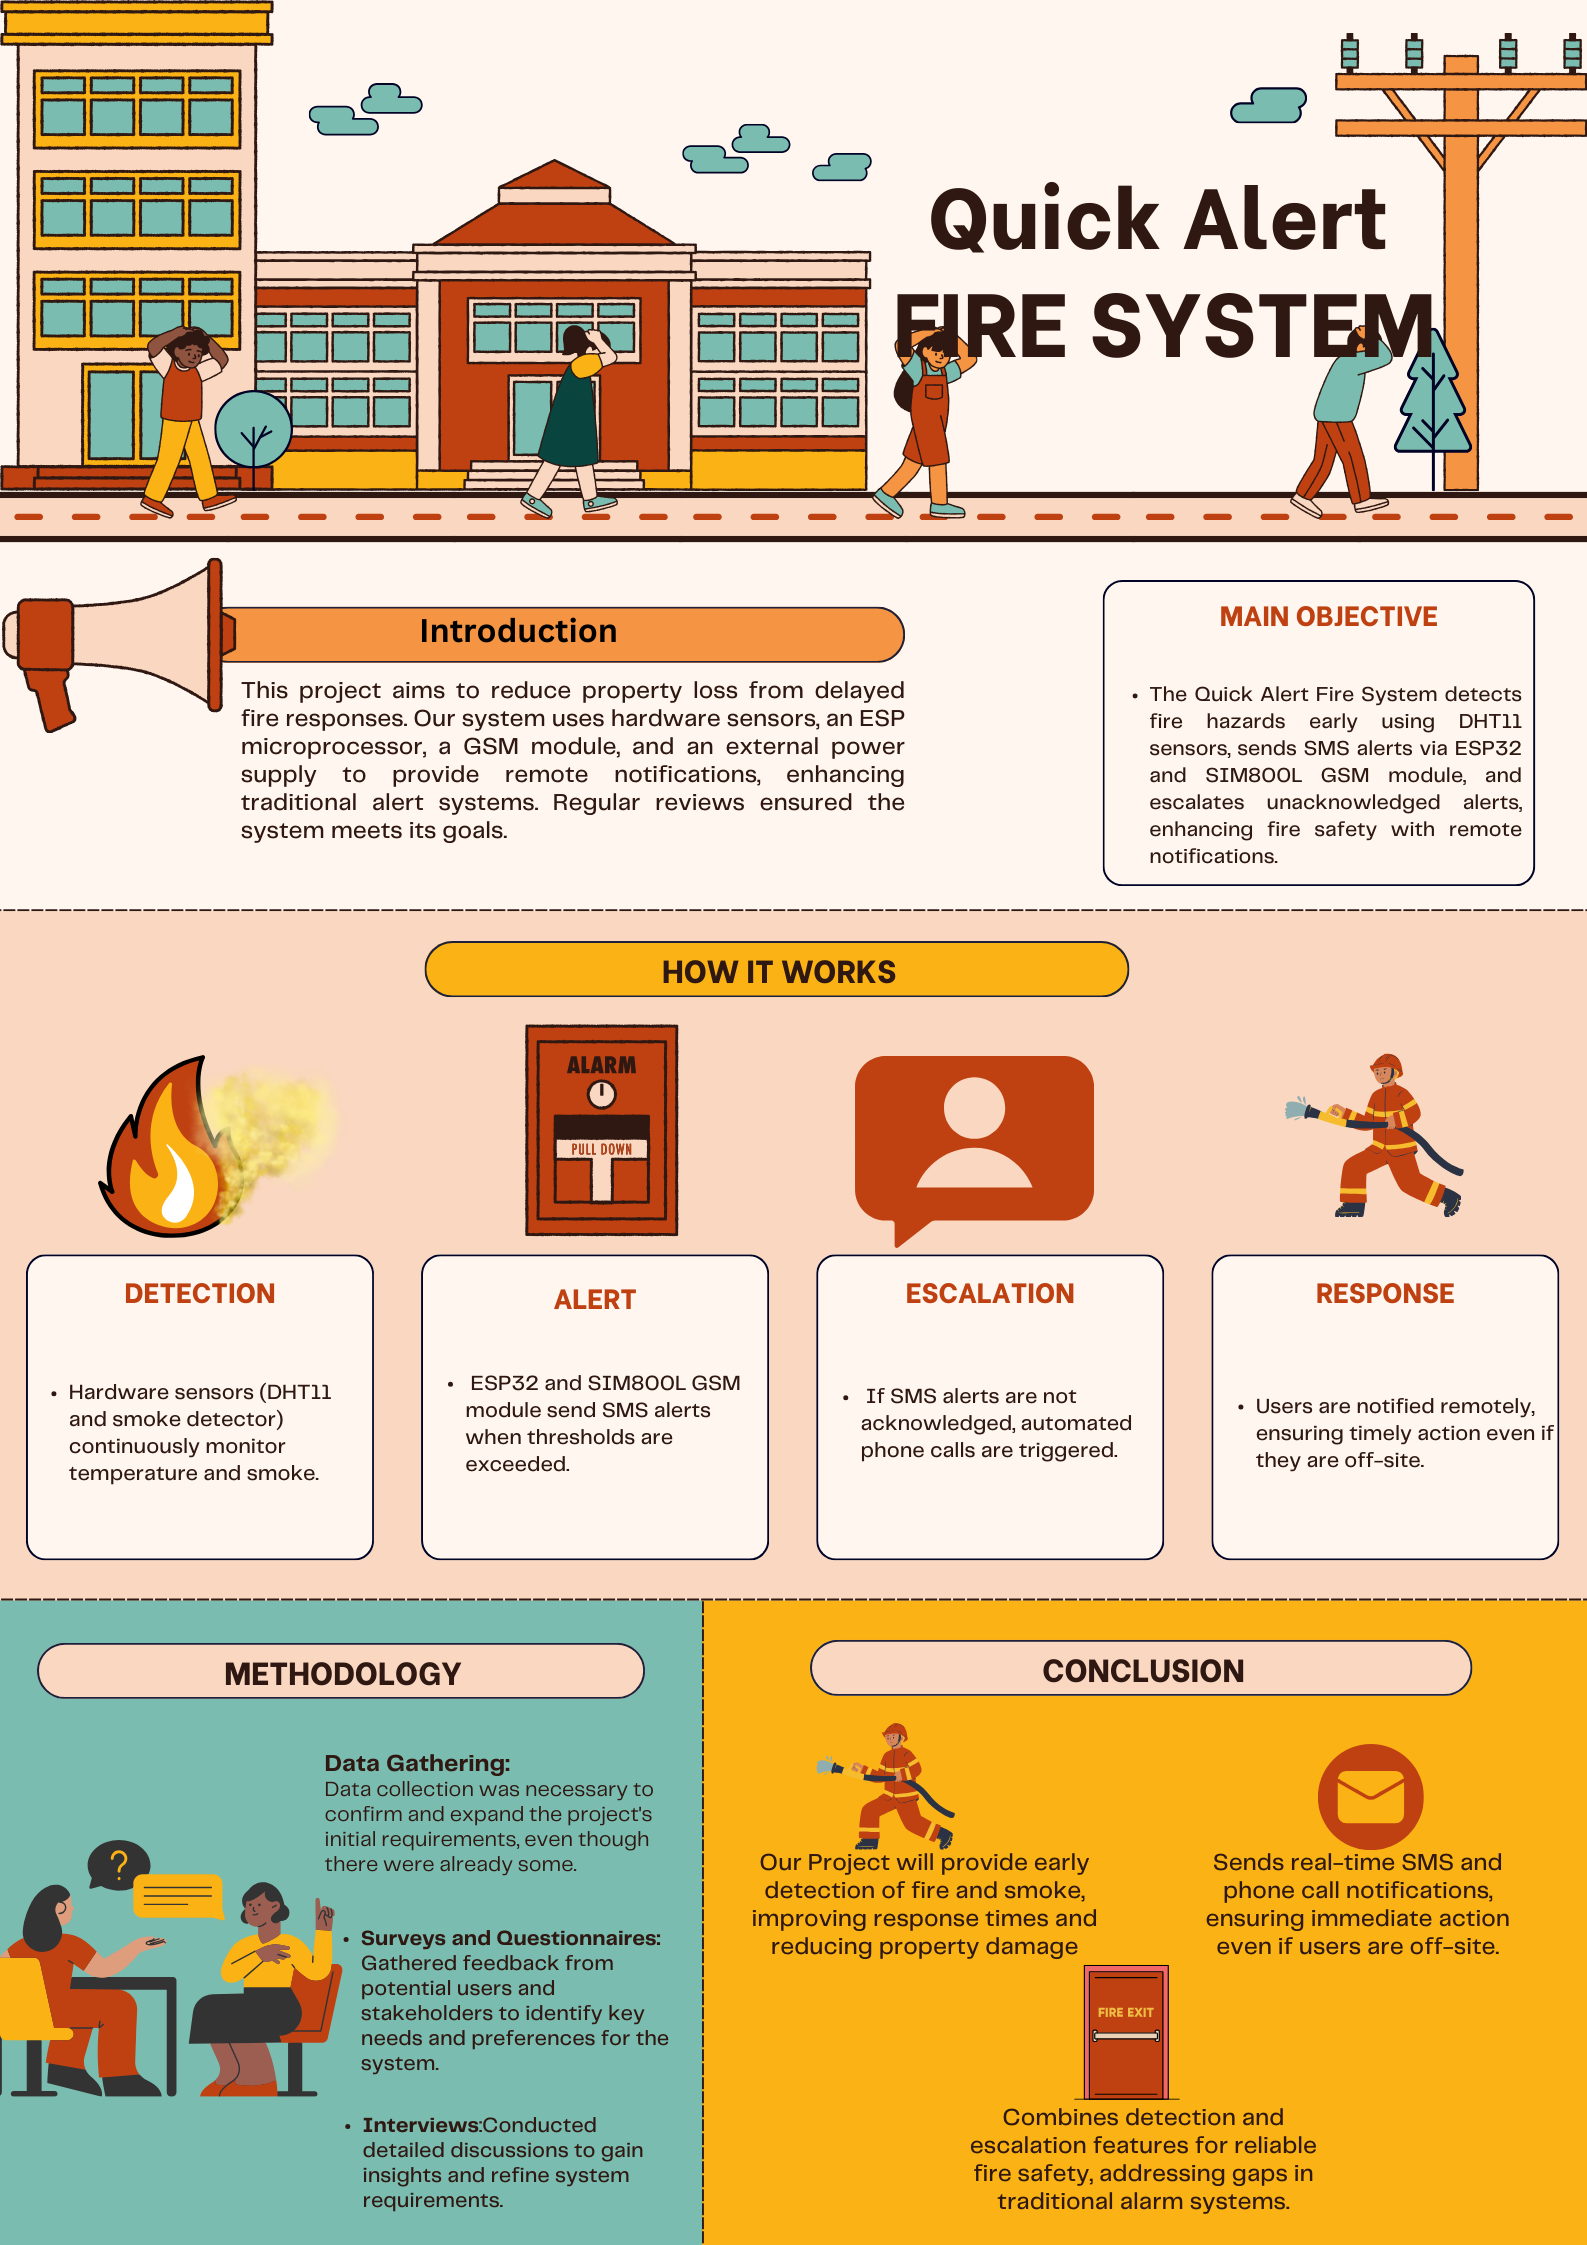 Quick Alert
FIRE SYSTEM
Introduction
This project aims to reduce property loss from delayed
fire responses. Our system uses hardware sensors, an ESP
microprocessor, a GSM module, and an external power
supply to provide remote notifications, enhancing
traditional alert systems. Regular reviews ensured the
system meets its goals.
MAIN OBJECTIVE
• The Quick Alert Fire System detects
fire hazards early using DHT11
sensors, sends SMS alerts via ESP32
and SIM800L GSM module, and
escalates unacknowledged alerts,
enhancing fire safety with remote
notifications.
HOW IT WORKS
ALARM
PULL DOWN
DETECTION
• Hardware sensors (DHT11
and smoke detector)
continuously monitor
temperature and smoke.
ALERT
• ESP32 and SIM800L GSM
module send SMS alerts
when thresholds are
exceeded.
ESCALATION
• If SMS alerts are not
acknowledged, automated
phone calls are triggered.
RESPONSE
• Users are notified remotely,
ensuring timely action even if
they are off-site.
METHODOLOGY
Data Gathering:
Data collection was necessary to
confirm and expand the project's
initial requirements, even though
there were already some.
?
• Surveys and Questionnaires:
Gathered feedback from
potential users and
stakeholders to identify key
needs and preferences for the
system.
• Interviews:Conducted
detailed discussions to gain
insights and refine system
requirements.
CONCLUSION
Our Project will provide early
detection of fire and smoke,
improving response times and
reducing property damage
Sends real-time SMS and
phone call notifications,
ensuring immediate action
even if users are off-site.
FIRE EXIT
Combines detection and
escalation features for reliable
fire safety, addressing gaps in
traditional alarm systems.